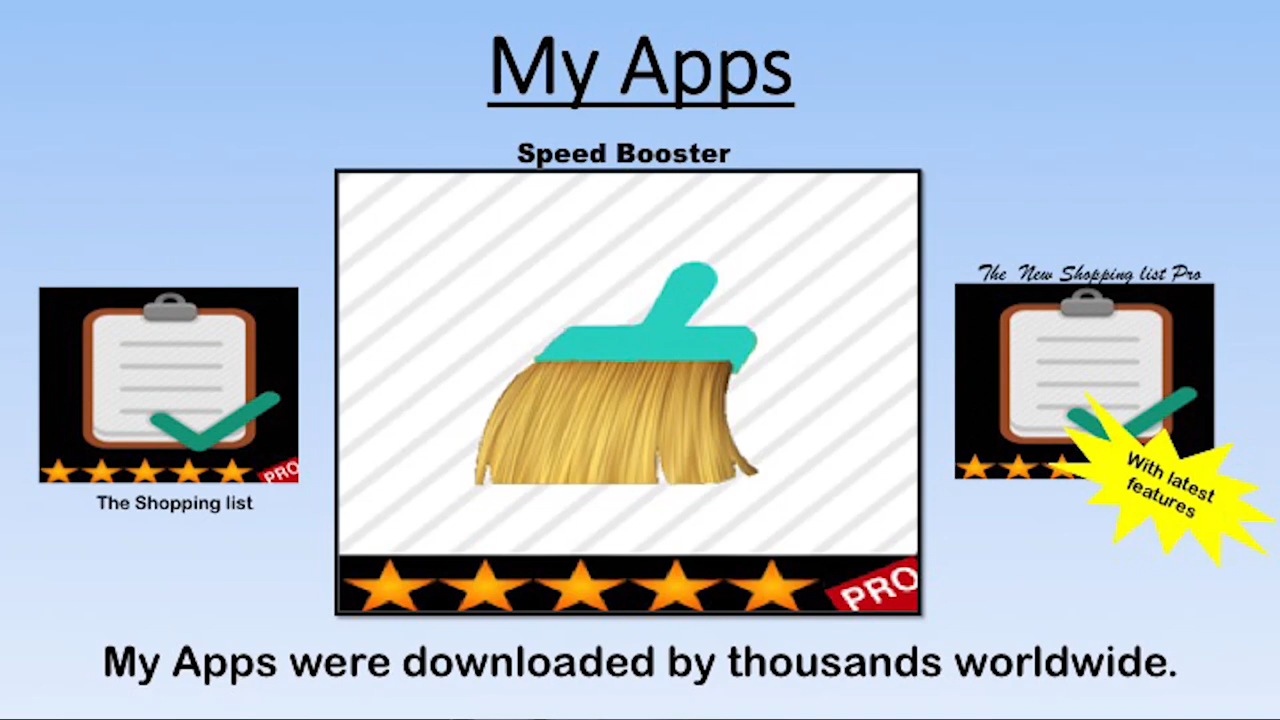 My Apps
Speed Booster
The New Shopping list Pro
PRO
The Shopping list
With latest
features
PRO
My Apps were downloaded by thousands worldwide.